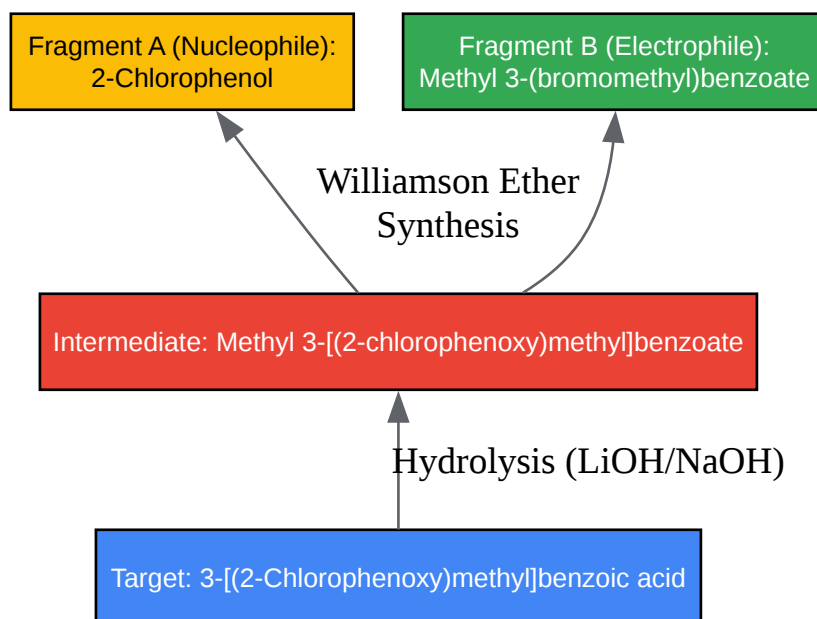 Fragment A (Nucleophile):
2-Chlorophenol
Fragment B (Electrophile):
Methyl 3-(bromomethyl)benzoate
Williamson Ether
Synthesis
Intermediate: Methyl 3-[(2-chlorophenoxy)methyl]benzoate
Hydrolysis (LiOH/NaOH)
Target: 3-[(2-Chlorophenoxy)methyl]benzoic acid